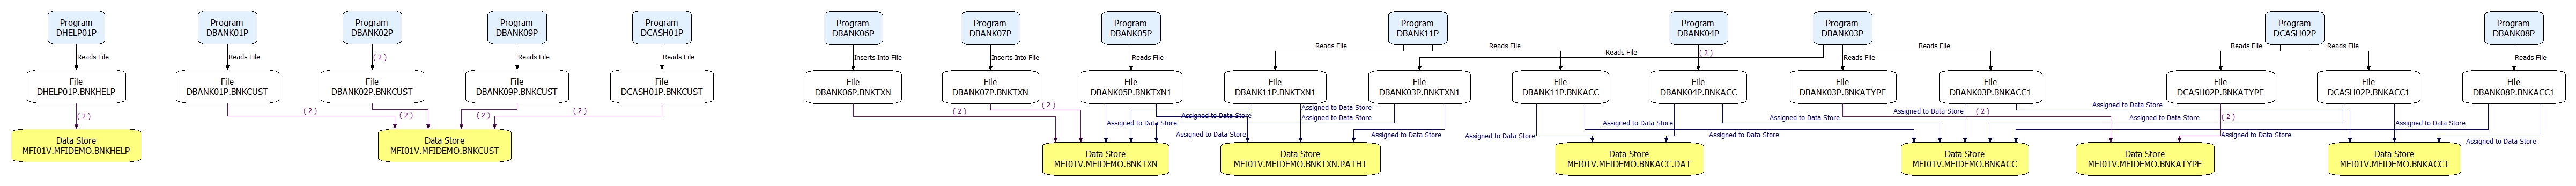 Program
DHELP01P
Program
DBANK01P
Program
DBANK02P
Program
DBANK09P
Program
DCASH01P
Program
DBANK06P
Program
DBANK07P
Program
DBANK05P
Program
DBANK11P
Program
DBANK04P
Program
DBANK03P
Program
DCASH02P
Program
DBANK08P
Reads File
Reads File
( 2 )
Reads File
Reads File
Inserts Into File
Inserts Into File
Reads File
Reads File
Reads File
Reads File
( 2 )
Reads File
Reads File
Reads File
Reads File
Reads File
File
DHELP01P.BNKHELP
File
DBANK01P.BNKCUST
File
DBANK02P.BNKCUST
File
DBANK09P.BNKCUST
File
DCASH01P.BNKCUST
File
DBANK06P.BNKTXN
File
DBANK07P.BNKTXN
File
DBANK05P.BNKTXN1
File
DBANK11P.BNKTXN1
File
DBANK03P.BNKTXN1
File
DBANK11P.BNKACC
File
DBANK04P.BNKACC
File
DBANK03P.BNKATYPE
File
DBANK03P.BNKACC1
File
DCASH02P.BNKATYPE
File
DCASH02P.BNKACC1
File
DBANK08P.BNKACC1
( 2 )
( 2 )
( 2 )
( 2 )
( 2 )
( 2 )
( 2 )
Assigned to Data Store
Assigned to Data Store
Assigned to Data Store
Assigned to Data Store
Assigned to Data Store
Assigned to Data Store
Assigned to Data Store
Assigned to Data Store
Assigned to Data Store
Assigned to Data Store
Assigned to Data Store
( 2 )
Assigned to Data Store
Assigned to Data Store
Assigned to Data Store
( 2 )
Assigned to Data Store
Assigned to Data Store
Assigned to Data Store
Data Store
MFI01V.MFIDEMO.BNKHELP
Data Store
MFI01V.MFIDEMO.BNKCUST
Data Store
MFI01V.MFIDEMO.BNKTXN
Data Store
MFI01V.MFIDEMO.BNKTXN.PATH1
Data Store
MFI01V.MFIDEMO.BNKACC.DAT
Data Store
MFI01V.MFIDEMO.BNKACC
Data Store
MFI01V.MFIDEMO.BNKATYPE
Data Store
MFI01V.MFIDEMO.BNKACC1